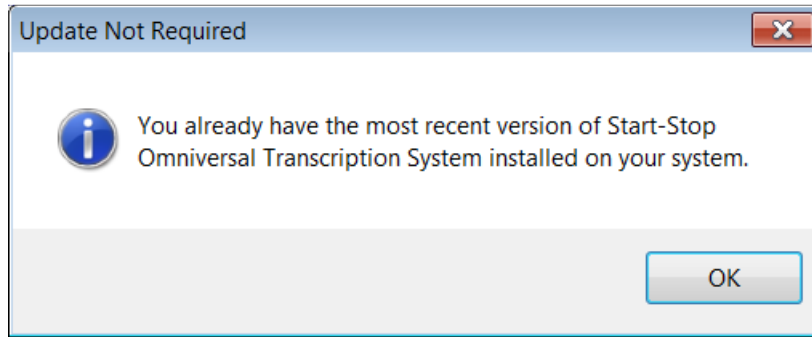 Update Not Required
You already have the most recent version of Start-Stop
Omniversal Transcription System installed on your system.
OK